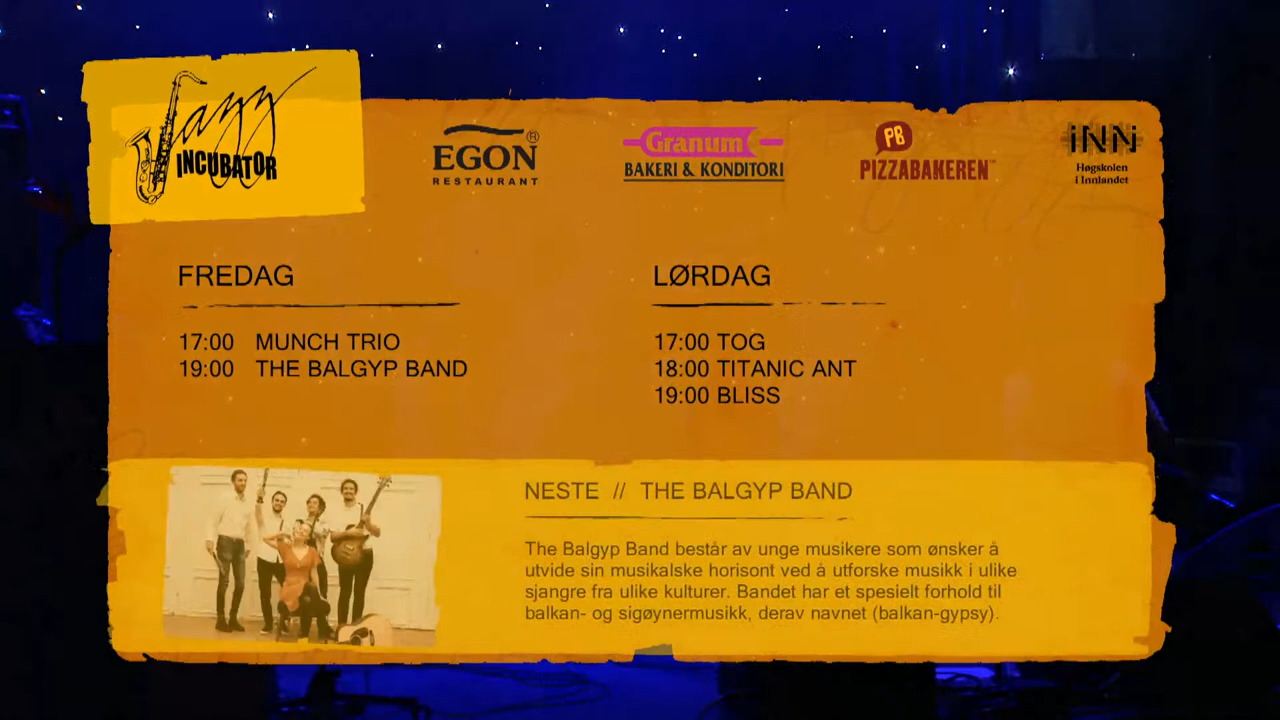 Jazz
INCUBATOR
EGON®
RESTAURANT
Granum
BAKERI & KONDITORI
PB
PIZZABAKEREN™
INN
Høgskolen
i Innlandet
FREDAG
17:00 MUNCH TRIO
19:00 THE BALGYP BAND
LØRDAG
17:00 TOG
18:00 TITANIC ANT
19:00 BLISS
NESTE // THE BALGYP BAND
The Balgyp Band består av unge musikere som ønsker å
utvide sin musikalske horisont ved å utforske musikk i ulike
sjangre fra ulike kulturer. Bandet har et spesielt forhold til
balkan- og sigøynermusikk, derav navnet (balkan-gypsy).